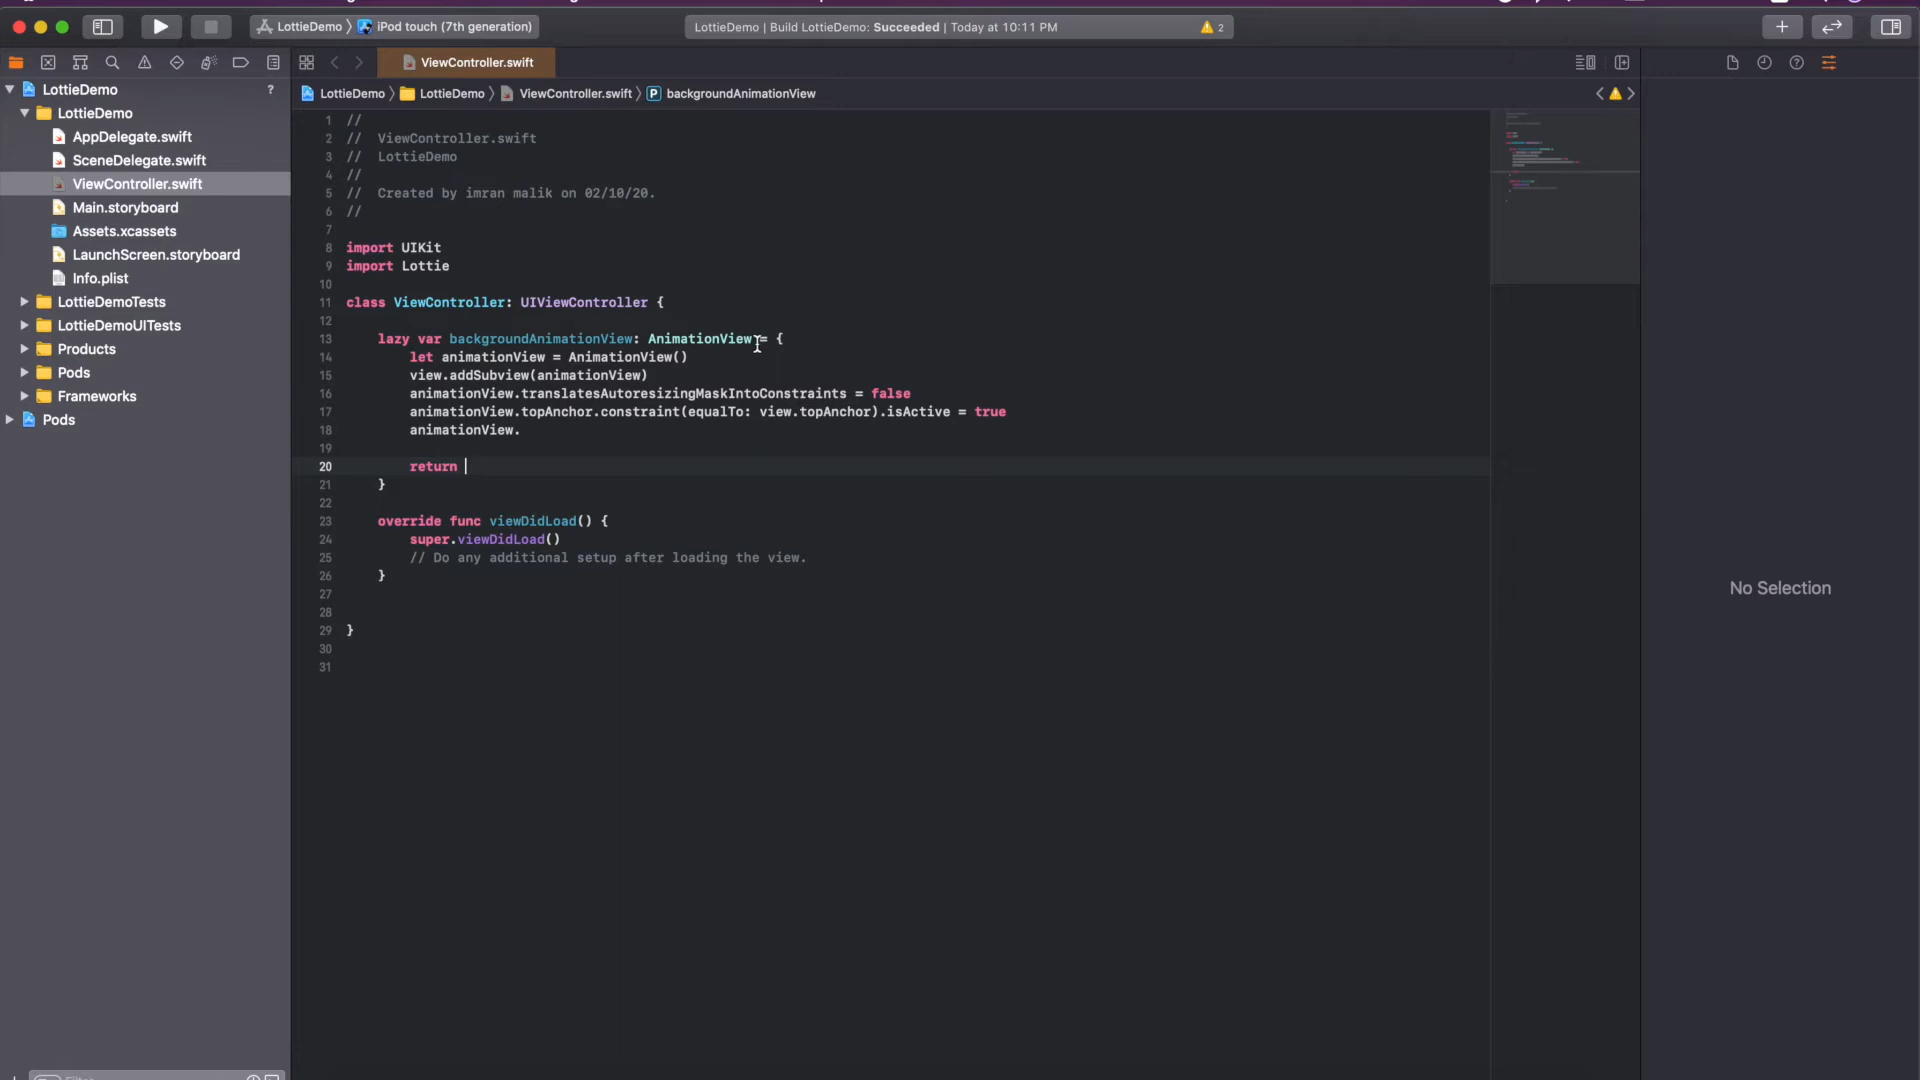 LottieDemo 〉 iPod touch (7th generation)
LottieDemo | Build LottieDemo: Succeeded | Today at 10:11 PM
2
ViewController.swift
LottieDemo 〉 LottieDemo 〉 ViewController.swift 〉 P backgroundAnimationView
LottieDemo ?
LottieDemo
AppDelegate.swift
SceneDelegate.swift
ViewController.swift
Main.storyboard
Assets.xcassets
LaunchScreen.storyboard
Info.plist
LottieDemoTests
LottieDemoUITests
Products
Pods
Frameworks
Pods
1 //
2 //  ViewController.swift
3 //  LottieDemo
4 //
5 //  Created by imran malik on 02/10/20.
6 //
7
8 import UIKit
9 import Lottie
10
11 class ViewController: UIViewController {
12
13     lazy var backgroundAnimationView: AnimationView = {
14         let animationView = AnimationView()
15         view.addSubview(animationView)
16         animationView.translatesAutoresizingMaskIntoConstraints = false
17         animationView.topAnchor.constraint(equalTo: view.topAnchor).isActive = true
18         animationView.
19
20         return
21     }
22
23     override func viewDidLoad() {
24         super.viewDidLoad()
25         // Do any additional setup after loading the view.
26     }
27
28
29 }
30
31
No Selection